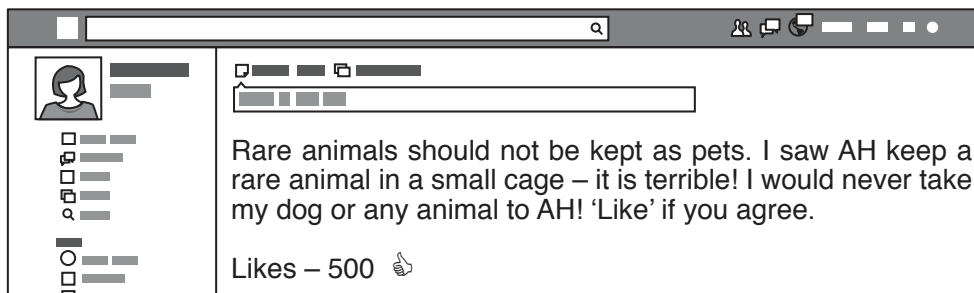 Rare animals should not be kept as pets. I saw AH keep a
rare animal in a small cage – it is terrible! I would never take
my dog or any animal to AH! ‘Like’ if you agree.
Likes – 500